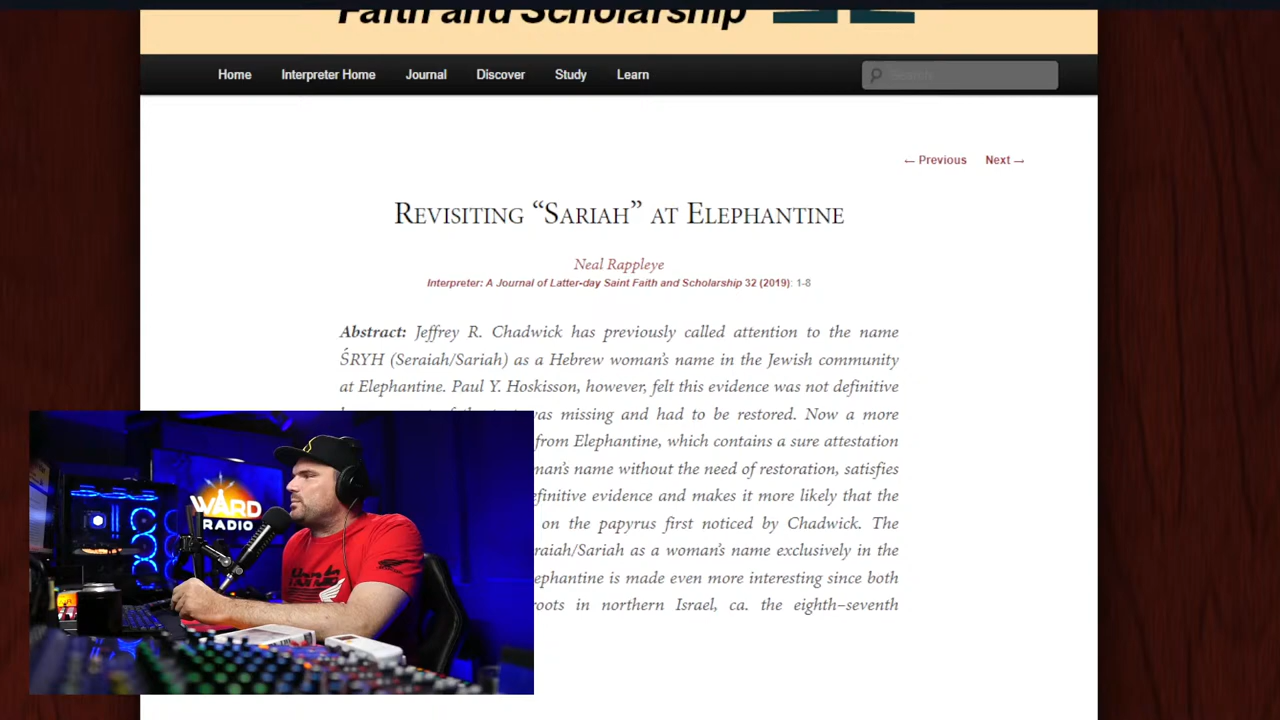 Faith and Scholarship
Home Interpreter Home Journal Discover Study Learn
Search
← Previous Next →
REVISITING “SARIAH” AT ELEPHANTINE
Neal Rappleye
Interpreter: A Journal of Latter-day Saint Faith and Scholarship 32 (2019): 1-8
Abstract: Jeffrey R. Chadwick has previously called attention to the name
ŚRYH (Seraiah/Sariah) as a Hebrew woman’s name in the Jewish community
at Elephantine. Paul Y. Hoskisson, however, felt this evidence was not definitive
was missing and had to be restored. Now a more
from Elephantine, which contains a sure attestation
man’s name without the need of restoration, satisfies
efinitive evidence and makes it more likely that the
on the papyrus first noticed by Chadwick. The
raiah/Sariah as a woman’s name exclusively in the
ephantine is made even more interesting since both
roots in northern Israel, ca. the eighth–seventh
WARD
RADIO